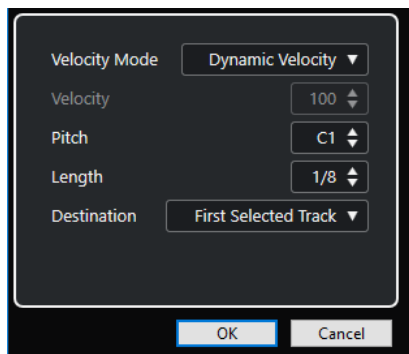 Velocity Mode Dynamic Velocity
Velocity 100
Pitch C1
Length 1/8
Destination First Selected Track
OK Cancel